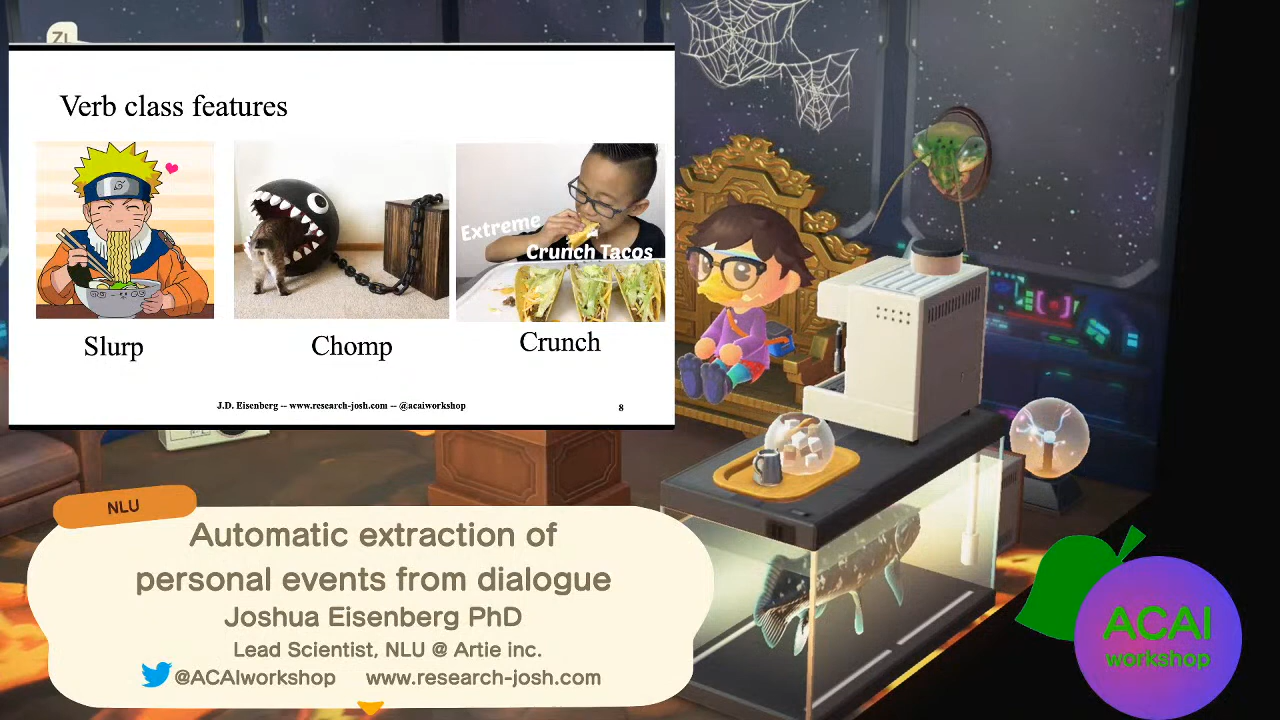 ZL
Verb class features
Extreme
Crunch Tacos
Slurp
Chomp
Crunch
J.D. Eisenberg -- www.research-josh.com -- @acaiworkshop
8
NLU
Automatic extraction of
personal events from dialogue
Joshua Eisenberg PhD
Lead Scientist, NLU @ Artie inc.
@ACAIworkshop www.research-josh.com
ACAI
workshop